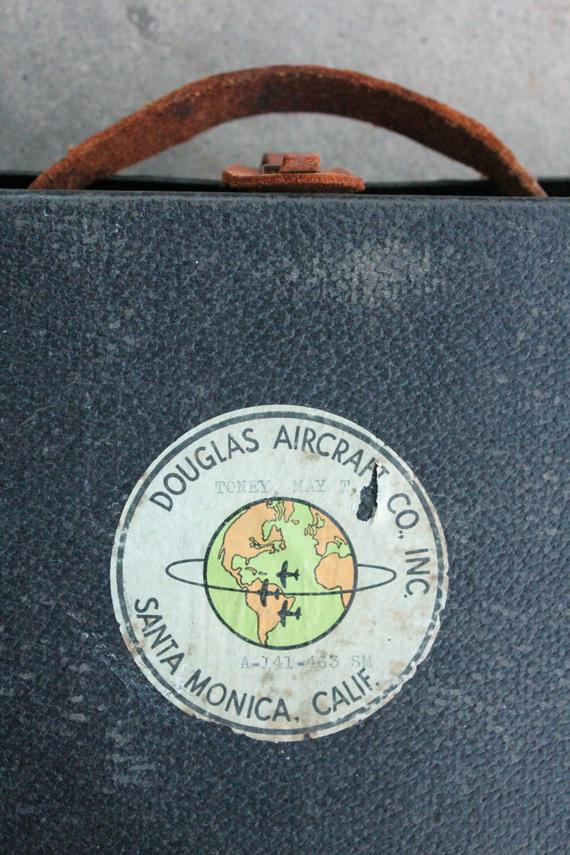 DOUGLAS AIRCRAFT CO., INC
TONEY, MAY T.
A-141-463 SM
SANTA MONICA, CALIF.